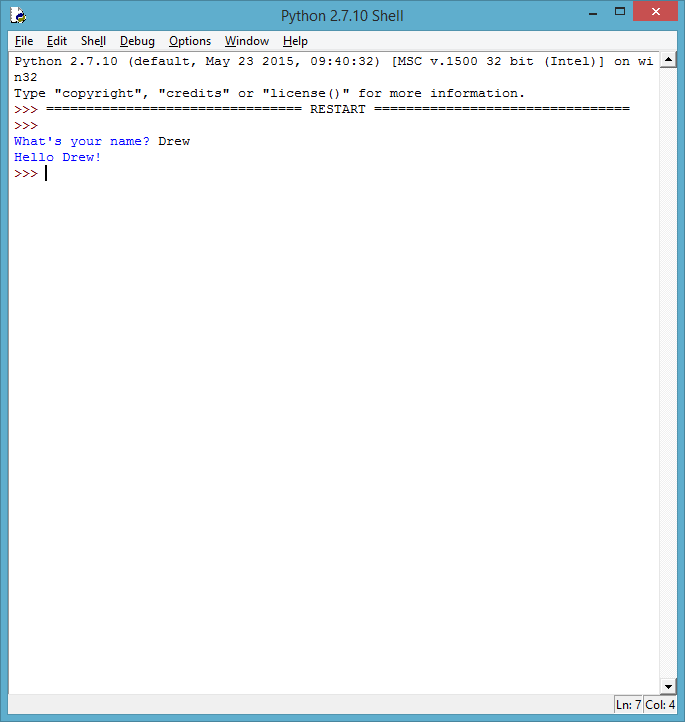 Python 2.7.10 Shell
File Edit Shell Debug Options Window Help
Python 2.7.10 (default, May 23 2015, 09:40:32) [MSC v.1500 32 bit (Intel)] on wi
n32
Type "copyright", "credits" or "license()" for more information.
>>> ================================ RESTART ================================
>>>
What's your name? Drew
Hello Drew!
>>>
Ln: 7 Col: 4